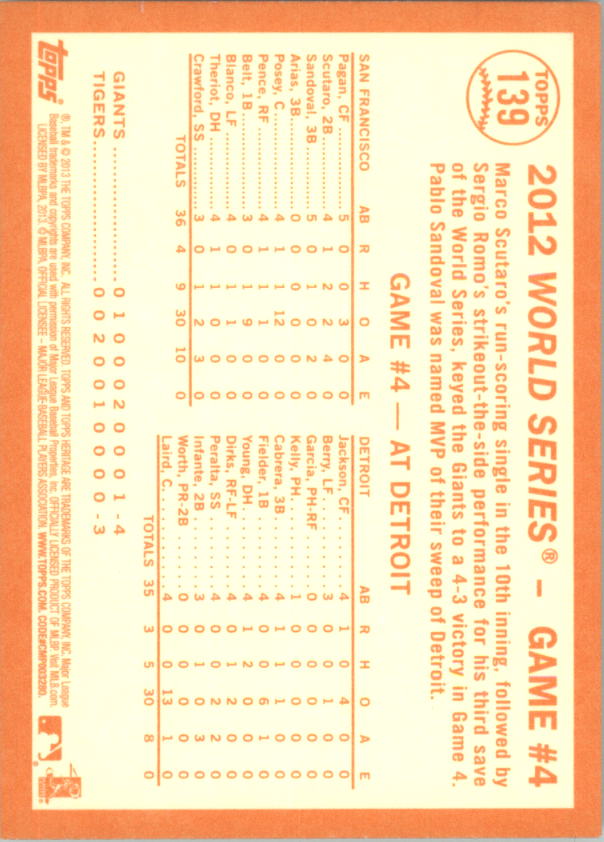 TOPPS
139
2012 WORLD SERIES® – GAME #4
Marco Scutaro's run-scoring single in the 10th inning, followed by
Sergio Romo's strikeout-the-side performance for his third save
of the World Series, keyed the Giants to a 4-3 victory in Game 4.
Pablo Sandoval was named MVP of their sweep of Detroit.
GAME #4 — AT DETROIT
SAN FRANCISCO AB R H O A E
Pagan, CF 5 0 0 3 0 0
Scutaro, 2B 4 1 2 2 4 0
Sandoval, 3B 5 0 1 0 2 0
Arias, 3B 0 0 0 0 0 0
Posey, C 4 1 1 12 0 0
Pence, RF 4 1 1 1 0 0
Belt, 1B 3 0 1 9 0 0
Blanco, LF 4 0 1 1 0 0
Theriot, DH 4 1 1 0 0 0
Crawford, SS 3 0 1 2 3 0
TOTALS 36 4 9 30 10 0
DETROIT AB R H O A E
Jackson, CF 4 1 0 4 0 0
Berry, LF 3 0 0 1 0 0
Garcia, PH-RF 0 0 0 0 0 0
Kelly, PH 1 0 0 0 0 0
Cabrera, 3B 4 1 1 1 0 0
Fielder, 1B 4 0 0 6 1 0
Young, DH 4 1 2 0 0 0
Dirks, RF-LF 4 0 1 2 0 0
Peralta, SS 4 0 0 2 2 0
Infante, 2B 3 0 1 0 3 0
Worth, PR-2B 0 0 0 0 0 0
Laird, C 4 0 0 13 1 0
TOTALS 35 3 5 30 8 0
GIANTS 0 1 0 0 0 2 0 0 0 1 - 4
TIGERS 0 0 2 0 0 1 0 0 0 0 - 3
Topps®
®, TM & © 2013 THE TOPPS COMPANY, INC. ALL RIGHTS RESERVED. TOPPS AND TOPPS HERITAGE ARE TRADEMARKS OF THE TOPPS COMPANY, INC. Major League
Baseball trademarks and copyrights are used with permission of Major League Baseball Properties, Inc. OFFICIALLY LICENSED PRODUCT OF MLBP. Visit MLB.com.
LICENSED BY MLBPA, 2013. © MLBPA, OFFICIAL LICENSEE – MAJOR LEAGUE BASEBALL PLAYERS ASSOCIATION. WWW.TOPPS.COM. CODE#CMP003280.